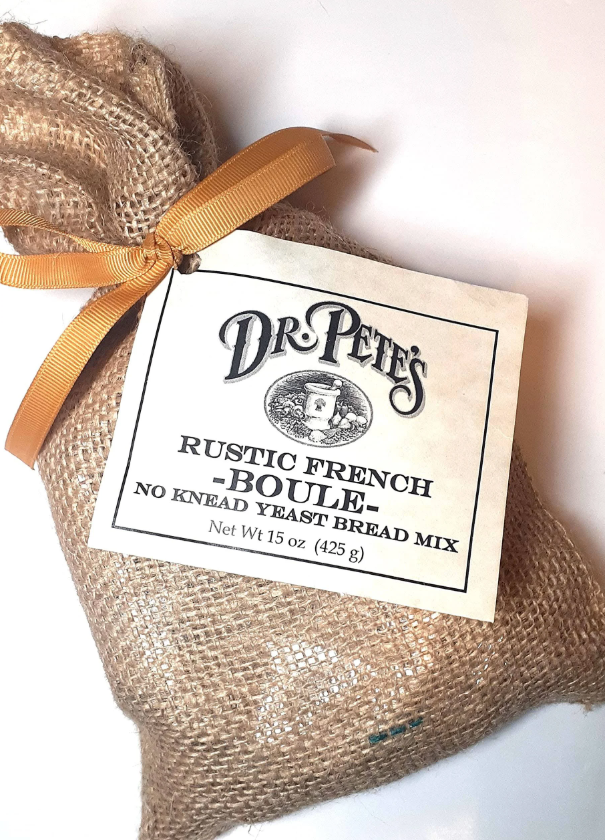 DR. PETE'S
RUSTIC FRENCH
-BOULE-
NO KNEAD YEAST BREAD MIX
Net Wt 15 oz (425 g)